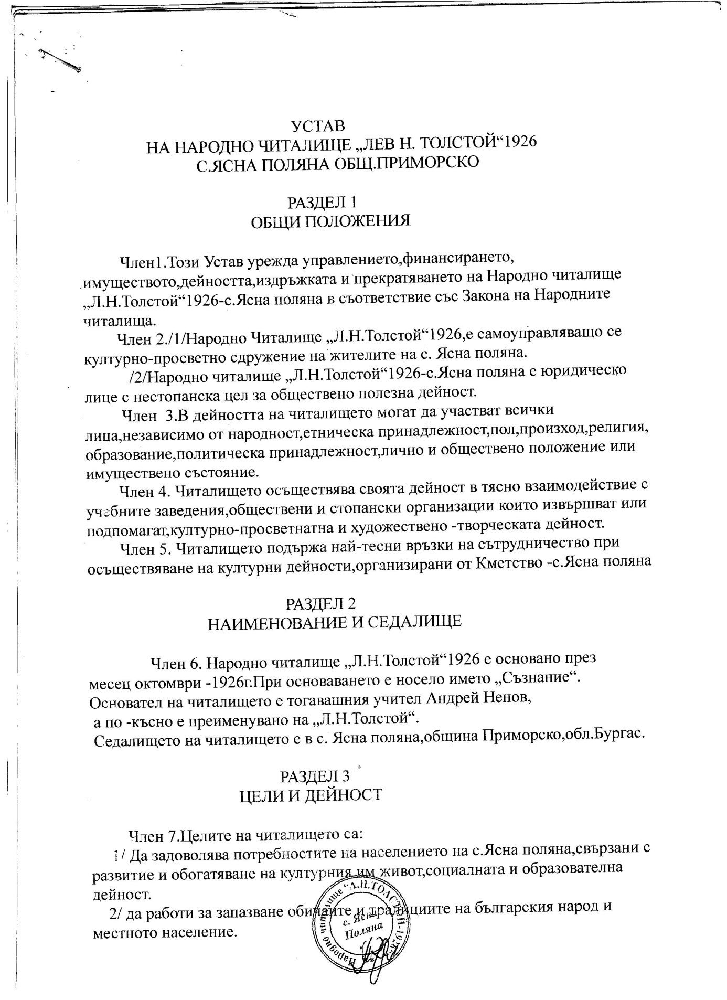 УСТАВ
НА НАРОДНО ЧИТАЛИЩЕ „ЛЕВ Н. ТОЛСТОЙ“1926
С.ЯСНА ПОЛЯНА ОБЩ.ПРИМОРСКО
РАЗДЕЛ 1
ОБЩИ ПОЛОЖЕНИЯ
Член1.Този Устав урежда управлението,финансирането,
имуществото,дейността,издръжката и прекратяването на Народно читалище
„Л.Н.Толстой“1926-с.Ясна поляна в съответствие със Закона на Народните
читалища.
Член 2./1/Народно Читалище „Л.Н.Толстой“1926,е самоуправляващо се
културно-просветно сдружение на жителите на с. Ясна поляна.
/2/Народно читалище „Л.Н.Толстой“1926-с.Ясна поляна е юридическо
лице с нестопанска цел за обществено полезна дейност.
Член 3.В дейността на читалището могат да участват всички
лица,независимо от народност,етническа принадлежност,пол,произход,религия,
образование,политическа принадлежност,лично и обществено положение или
имуществено състояние.
Член 4. Читалището осъществява своята дейност в тясно взаимодействие с
учебните заведения,обществени и стопански организации които извършват или
подпомагат,културно-просветнатна и художествено -творческата дейност.
Член 5. Читалището подържа най-тесни връзки на сътрудничество при
осъществяване на културни дейности,организирани от Кметство -с.Ясна поляна
РАЗДЕЛ 2
НАИМЕНОВАНИЕ И СЕДАЛИЩЕ
Член 6. Народно читалище „Л.Н.Толстой“1926 е основано през
месец октомври -1926г.При основаването е носело името „Съзнание“.
Основател на читалището е тогавашния учител Андрей Ненов,
а по -късно е преименувано на „Л.Н.Толстой“.
Седалището на читалището е в с. Ясна поляна,община Приморско,обл.Бургас.
РАЗДЕЛ 3
ЦЕЛИ И ДЕЙНОСТ
Член 7.Целите на читалището са:
1/ Да задоволява потребностите на населението на с.Ясна поляна,свързани с
развитие и обогатяване на културния им живот,социалната и образователна
дейност.
2/ да работи за запазване обичаите и традициите на българския народ и
местното население.
Народно читалище "Л.Н.ТОЛСТОЙ-1926"
с. Ясна
Поляна